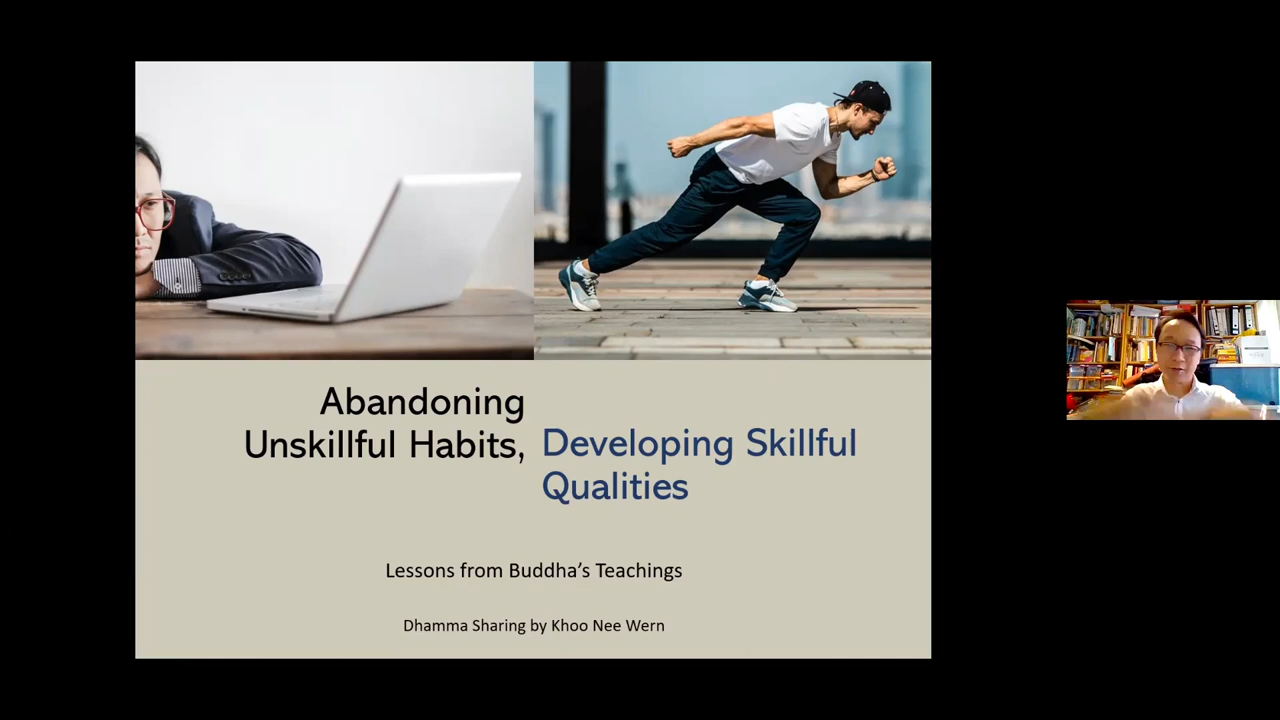 Abandoning
Unskillful Habits,
Developing Skillful
Qualities
Lessons from Buddha's Teachings
Dhamma Sharing by Khoo Nee Wern